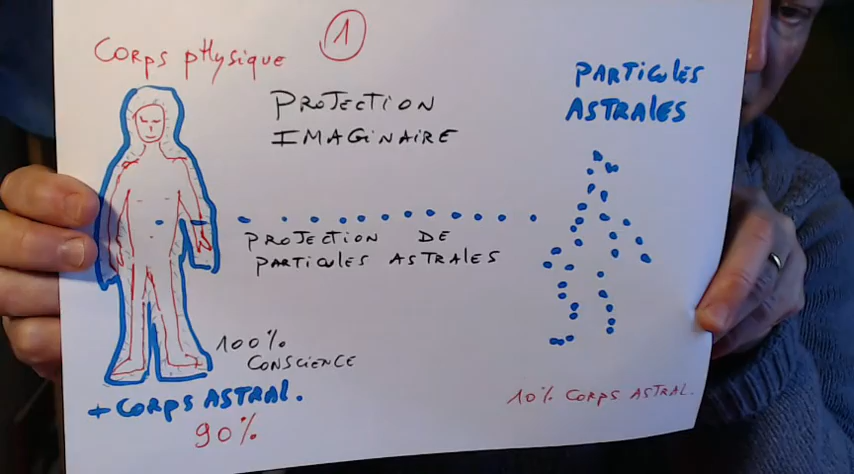 Corps pHysique
1
PROJECTION
IMAGINAIRE
PARTICULES
ASTRALES
PROJECTION DE
PARTICULES ASTRALES
100%
CONSCIENCE
+ CORPS ASTRAL.
90%
10% CORPS ASTRAL.